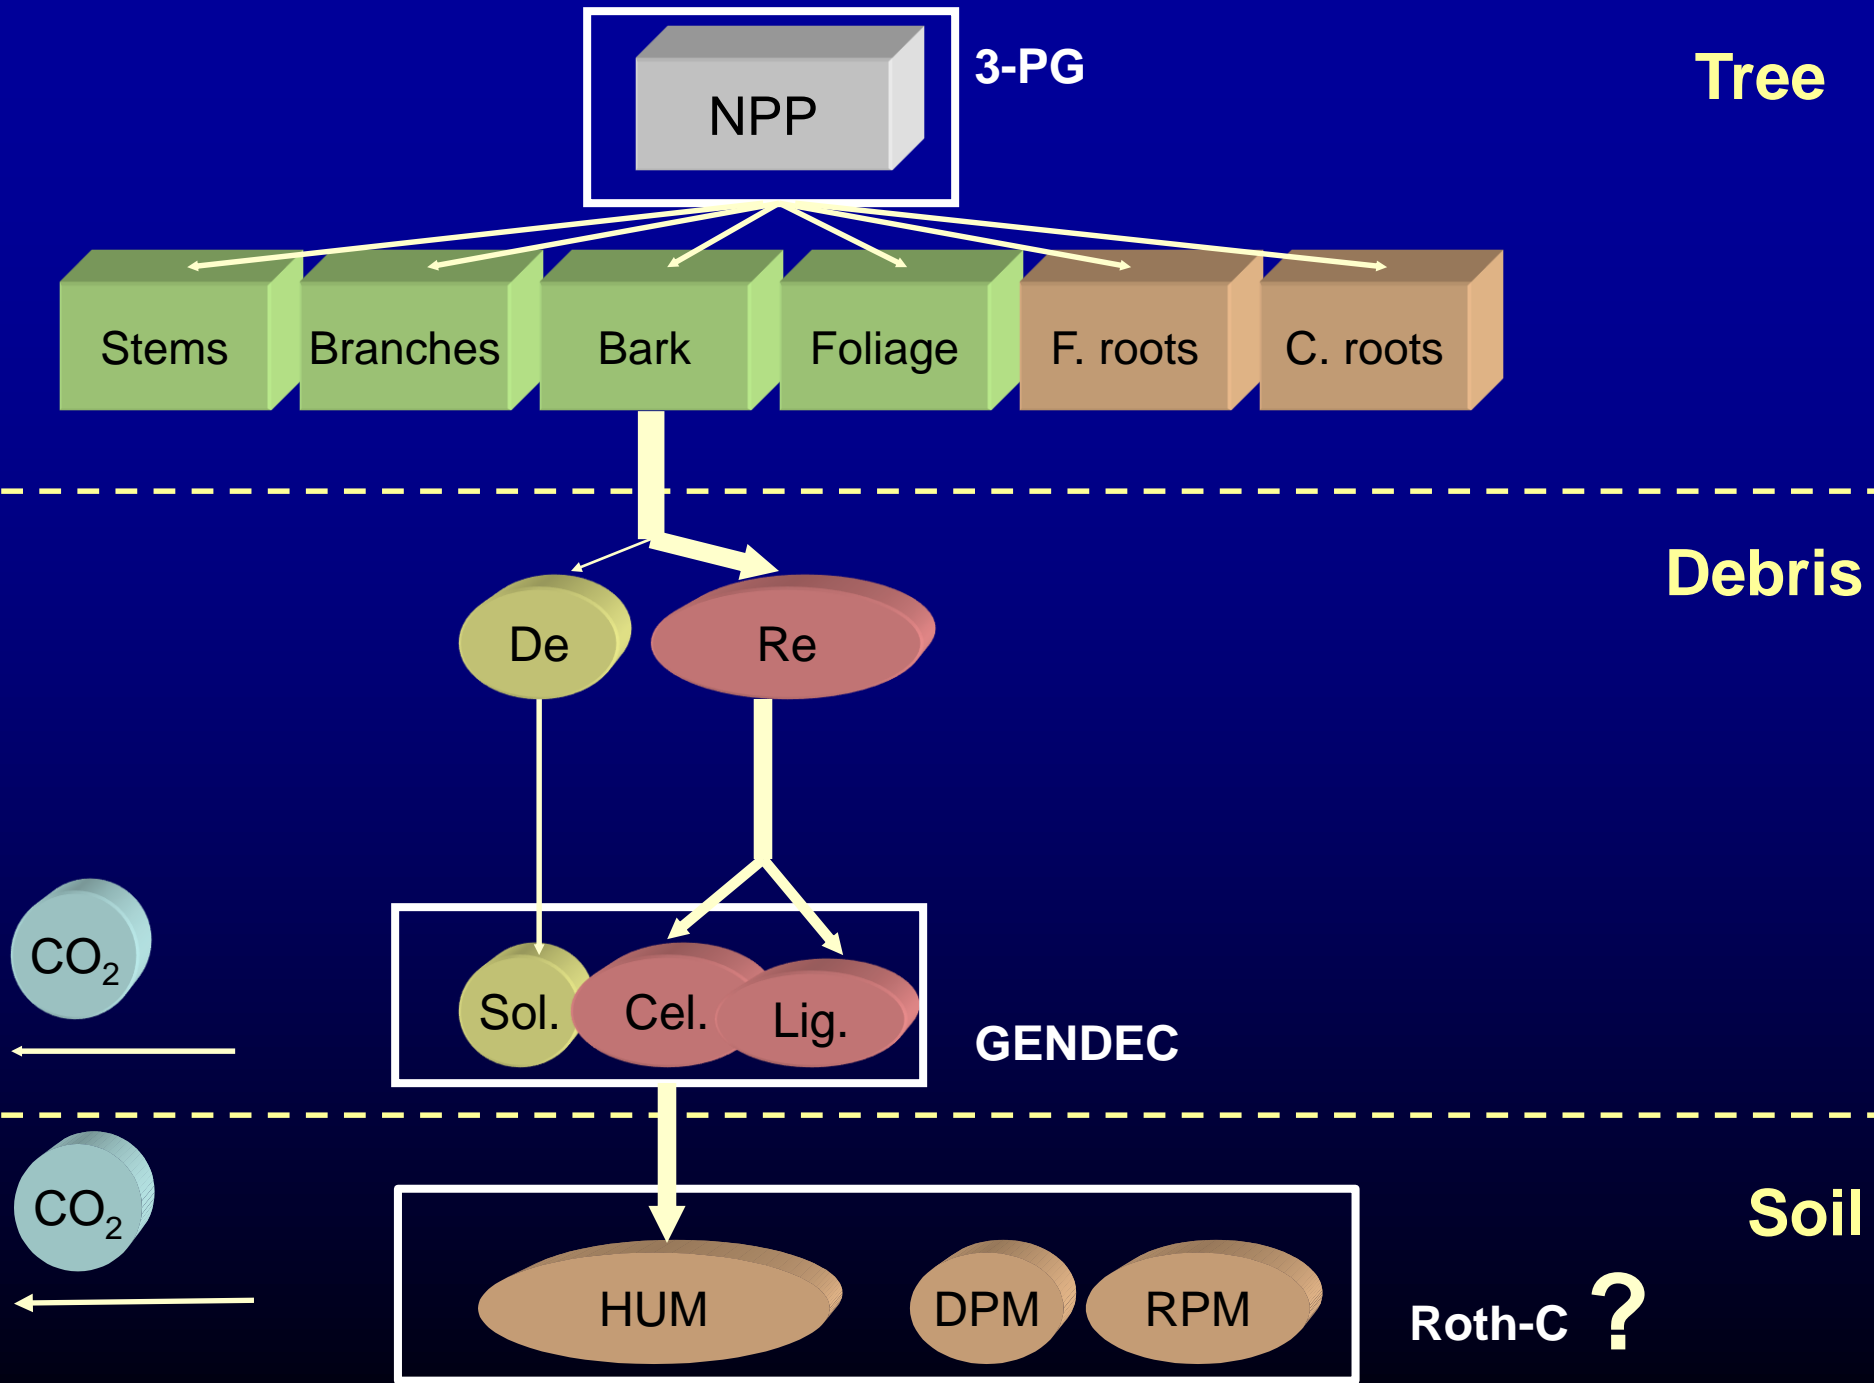 NPP
3-PG
Tree
Stems
Branches
Bark
Foliage
F. roots
C. roots
Debris
De
Re
CO₂
Sol.
Cel.
Lig.
GENDEC
CO₂
Soil
HUM
DPM
RPM
Roth-C ?